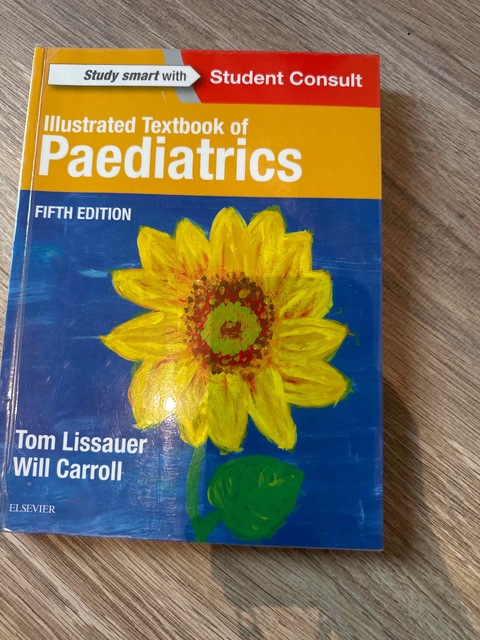 Study smart with Student Consult
Illustrated Textbook of
Paediatrics
FIFTH EDITION
Tom Lissauer
Will Carroll
ELSEVIER